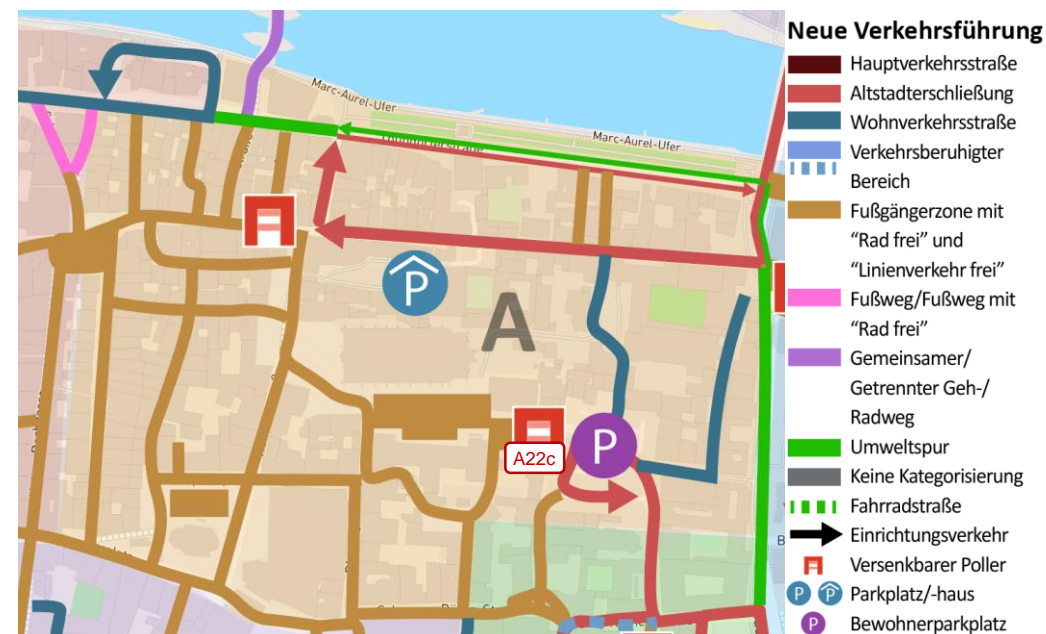 Neue Verkehrsführung
Hauptverkehrsstraße
Altstadterschließung
Wohnverkehrsstraße
Verkehrsberuhigter
Bereich
Fußgängerzone mit
“Rad frei” und
“Linienverkehr frei”
Fußweg/Fußweg mit
“Rad frei”
Gemeinsamer/
Getrennter Geh-/
Radweg
Umweltspur
Keine Kategorisierung
Fahrradstraße
Einrichtungsverkehr
Versenkbarer Poller
P P Parkplatz/-haus
P Bewohnerparkplatz
Marc-Aurel-Ufer
Marc-Aurel-Ufer
P
A
P
A22c